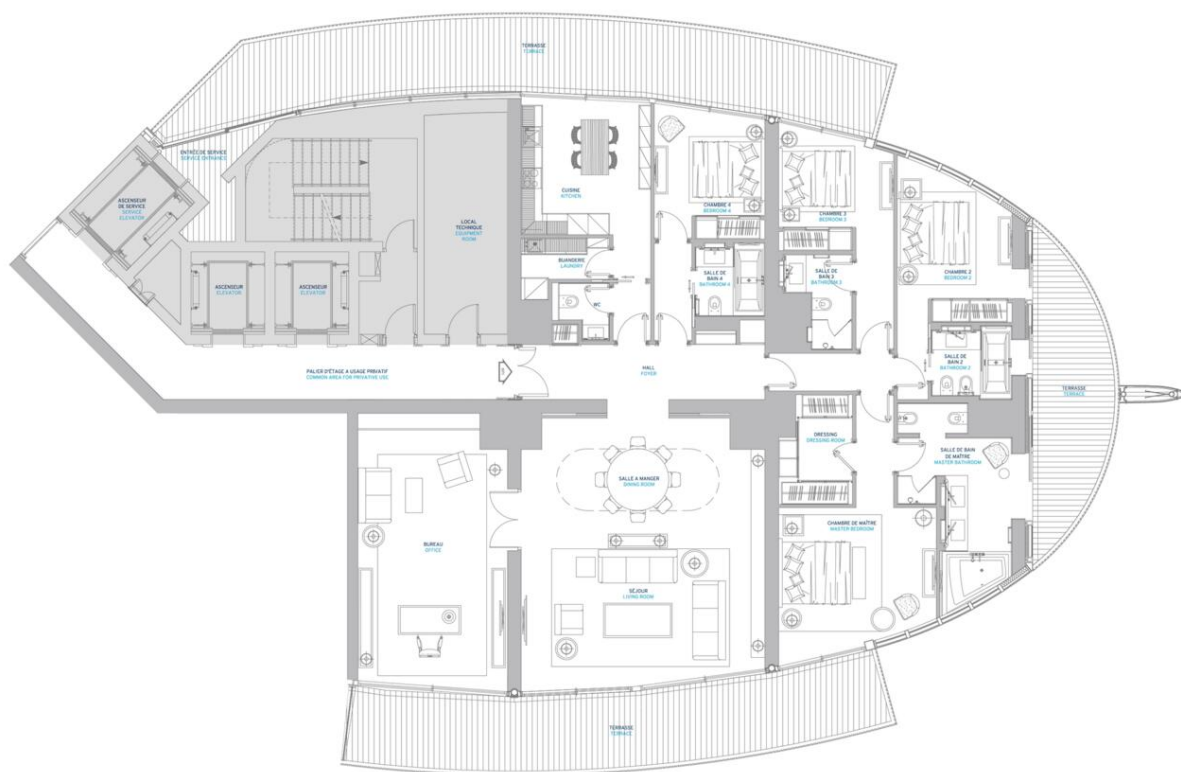 TERRASSE
TERRACE
ENTRÉE DE SERVICE
SERVICE ENTRANCE
ASCENSEUR
DE SERVICE
SERVICE
ELEVATOR
LOCAL
TECHNIQUE
EQUIPMENT
ROOM
ASCENSEUR
ELEVATOR
ASCENSEUR
ELEVATOR
CUISINE
KITCHEN
CHAMBRE 4
BEDROOM 4
CHAMBRE 3
BEDROOM 3
CHAMBRE 2
BEDROOM 2
BUANDERIE
LAUNDRY
WC
SALLE DE
BAIN 4
BATHROOM 4
SALLE DE
BAIN 3
BATHROOM 3
SALLE DE
BAIN 2
BATHROOM 2
PALIER D'ÉTAGE A USAGE PRIVATIF
COMMON AREA FOR PRIVATIVE USE
HALL
FOYER
TERRASSE
TERRACE
DRESSING
DRESSING ROOM
SALLE DE BAIN
DE MAÎTRE
MASTER BATHROOM
SALLE A MANGER
DINING ROOM
CHAMBRE DE MAÎTRE
MASTER BEDROOM
BUREAU
OFFICE
SÉJOUR
LIVING ROOM
TERRASSE
TERRACE